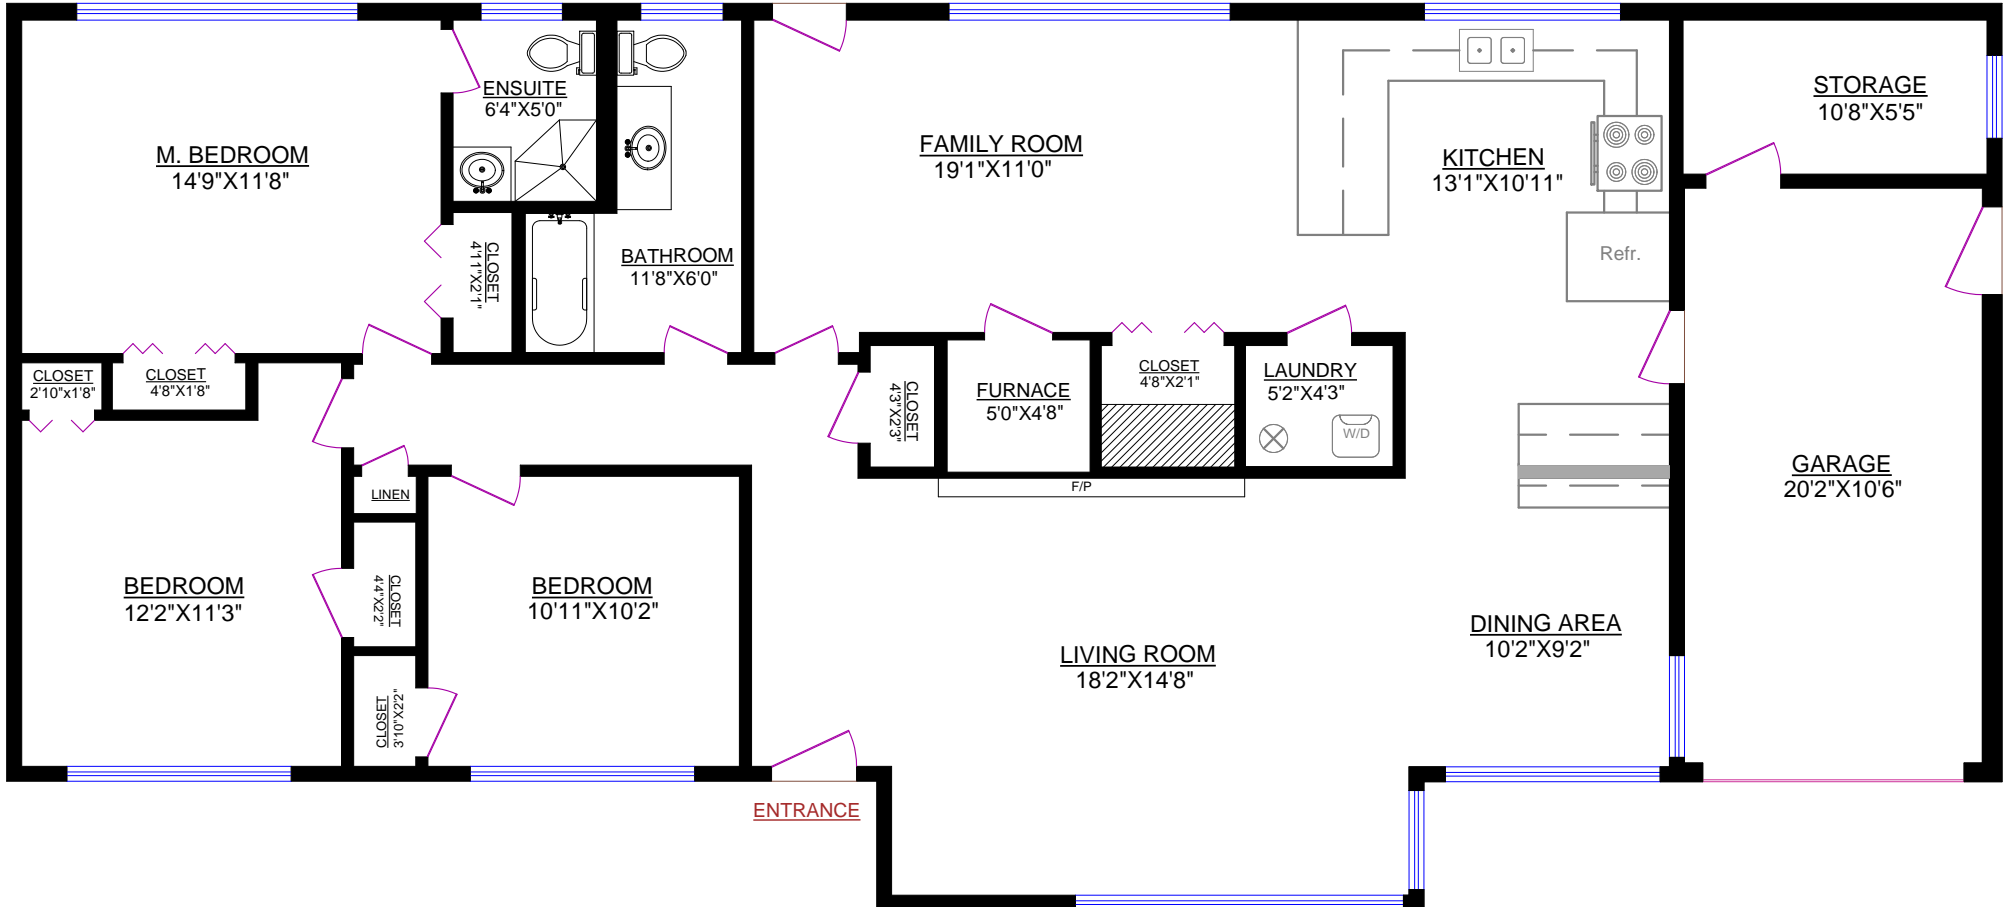 M. BEDROOM
14'9"X11'8"
ENSUITE
6'4"X5'0"
CLOSET
4'11"X2'1"
BATHROOM
11'8"X6'0"
FAMILY ROOM
19'1"X11'0"
KITCHEN
13'1"X10'11"
Refr.
STORAGE
10'8"X5'5"
CLOSET
2'10"x1'8"
CLOSET
4'8"X1'8"
CLOSET
4'3"X2'3"
FURNACE
5'0"X4'8"
CLOSET
4'8"X2'1"
LAUNDRY
5'2"X4'3"
W/D
F/P
GARAGE
20'2"X10'6"
LINEN
BEDROOM
12'2"X11'3"
CLOSET
4'4"X2'2"
CLOSET
3'10"X2'2"
BEDROOM
10'11"X10'2"
LIVING ROOM
18'2"X14'8"
DINING AREA
10'2"X9'2"
ENTRANCE